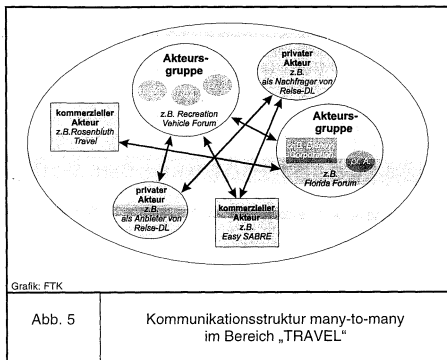 Akteurs-
gruppe
z.B. Recreation
Vehicle Forum
privater
Akteur
z.B.
als Nachfrager von
Reise-DL
kommerzieller
Akteur
z.B.Rosenbluth
Travel
Akteurs-
gruppe
z.B.
Florida Forum
privater
Akteur
z.B.
als Anbieter von
Reise-DL
kommerzieller
Akteur
z.B.
Easy SABRE
Grafik: FTK
Abb. 5
Kommunikationsstruktur many-to-many
im Bereich „TRAVEL“